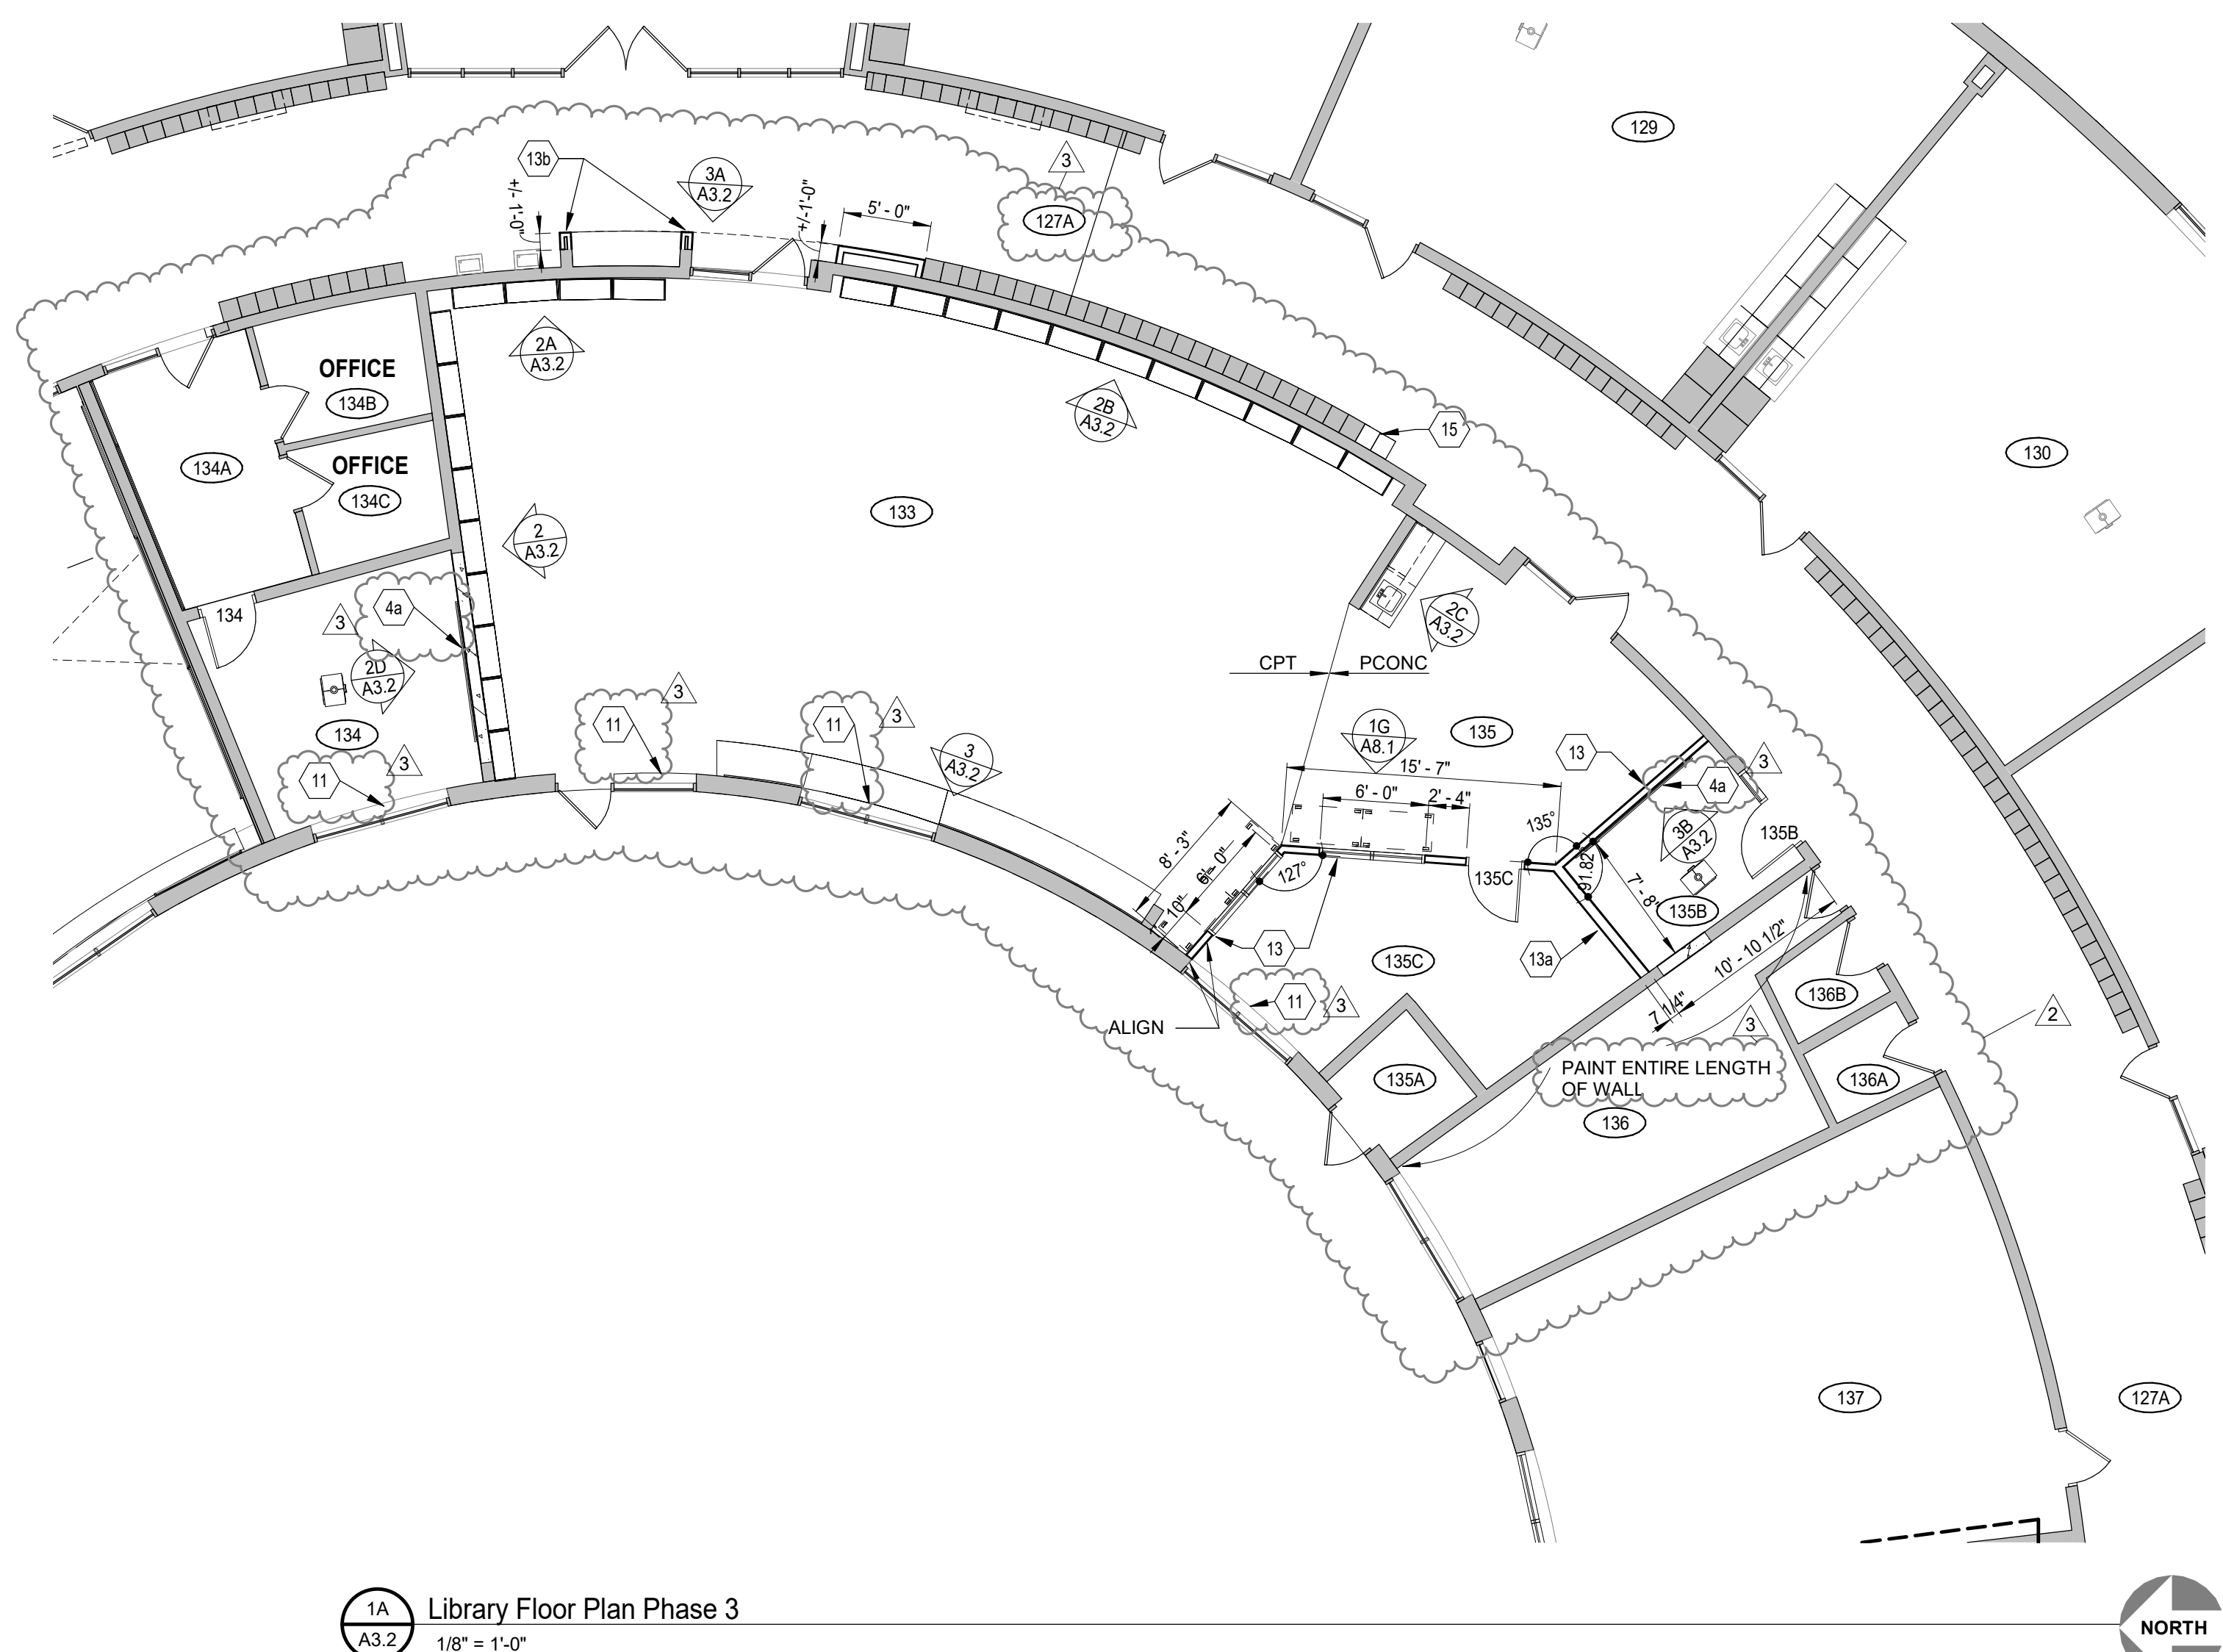 129
3
13b
3A
A3.2
+/- 1'-0"
+/-1'-0"
5' - 0"
127A
2A
A3.2
OFFICE
134B
2B
A3.2
15
130
OFFICE
134A
134C
133
2
A3.2
4a
134
3
2C
A3.2
2D
A3.2
CPT
PCONC
3
11
3
11
3
134
1G
A8.1
135
13
3
A3.2
3
11
15' - 7"
3
4a
6' - 0"
2' - 4"
135°
3B
A3.2
135B
8' - 3"
6' - 0"
127°
135C
91.82
7' - 8"
10"
135B
13
135C
13a
10' - 10 1/2"
136B
11
3
7 1/4"
2
ALIGN
3
PAINT ENTIRE LENGTH
OF WALL
135A
136A
136
137
127A
1A
A3.2
Library Floor Plan Phase 3
1/8" = 1'-0"
NORTH